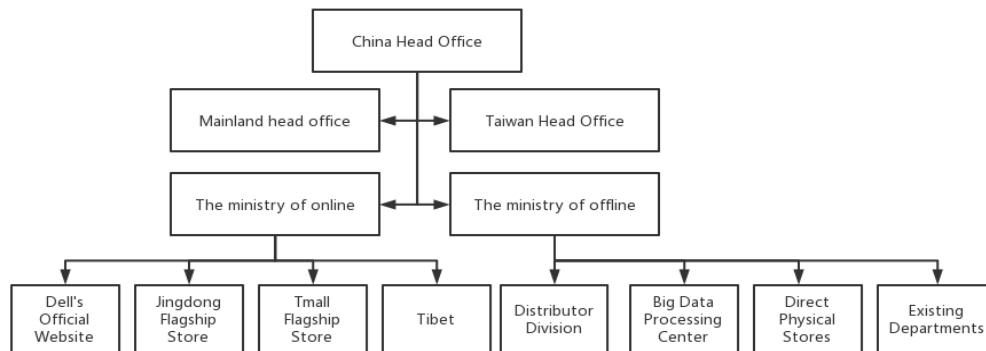 China Head Office
Mainland head office
Taiwan Head Office
The ministry of online
The ministry of offline
Dell's
Official
Website
Jingdong
Flagship
Store
Tmall
Flagship
Store
Tibet
Distributor
Division
Big Data
Processing
Center
Direct
Physical
Stores
Existing
Departments